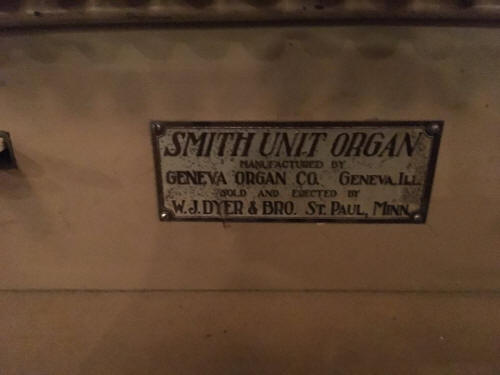 SMITH UNIT ORGAN
MANUFACTURED BY
GENEVA ORGAN CO. GENEVA, ILL.
SOLD AND ERECTED BY
W. J. DYER & BRO. ST. PAUL, MINN.